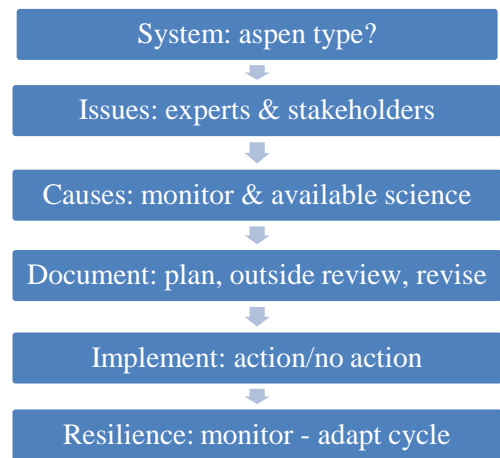 System: aspen type?
Issues: experts & stakeholders
Causes: monitor & available science
Document: plan, outside review, revise
Implement: action/no action
Resilience: monitor - adapt cycle